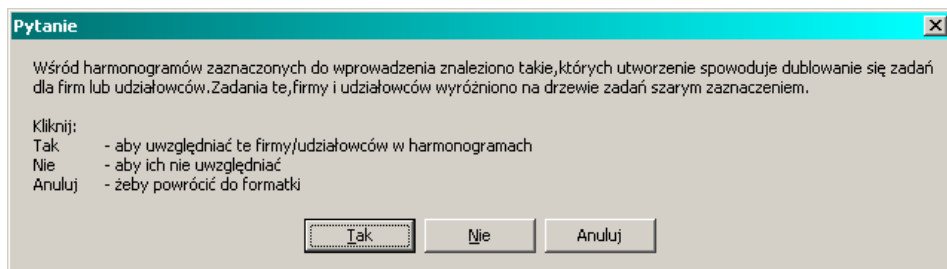 Pytanie
Wśród harmonogramów zaznaczonych do wprowadzenia znaleziono takie,których utworzenie spowoduje dublowanie się zadań
dla firm lub udziałowców.Zadania te,firmy i udziałowców wyróżniono na drzewie zadań szarym zaznaczeniem.
Kliknij:
Tak - aby uwzględniać te firmy/udziałowców w harmonogramach
Nie - aby ich nie uwzględniać
Anuluj - żeby powrócić do formatki
Tak Nie Anuluj